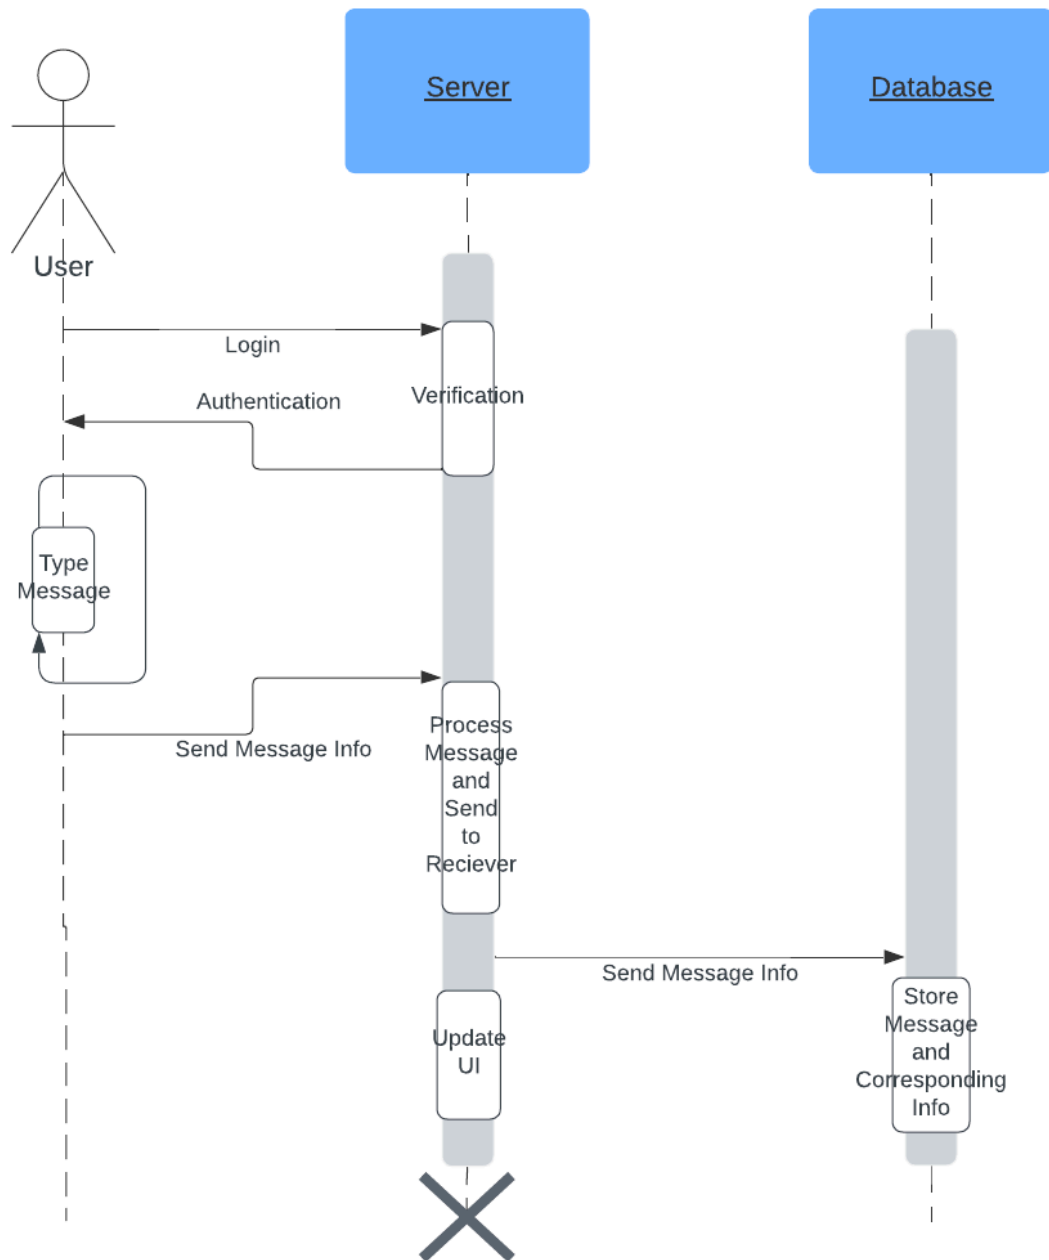 Server
Database
User
Login
Verification
Authentication
Type
Message
Send Message Info
Process
Message
and
Send
to
Reciever
Send Message Info
Update
UI
Store
Message
and
Corresponding
Info